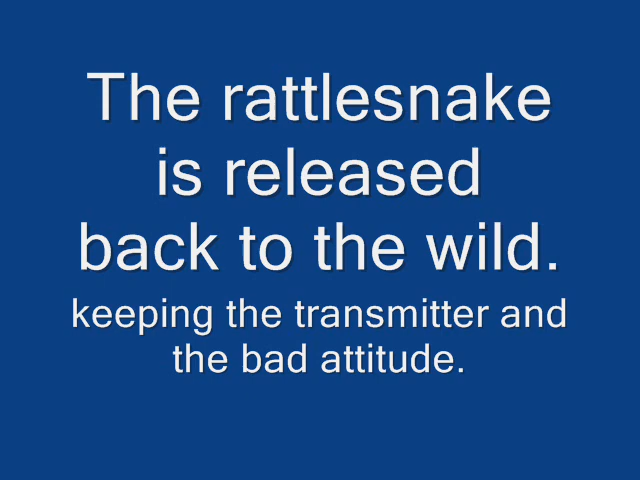 The rattlesnake
is released
back to the wild.
keeping the transmitter and
the bad attitude.